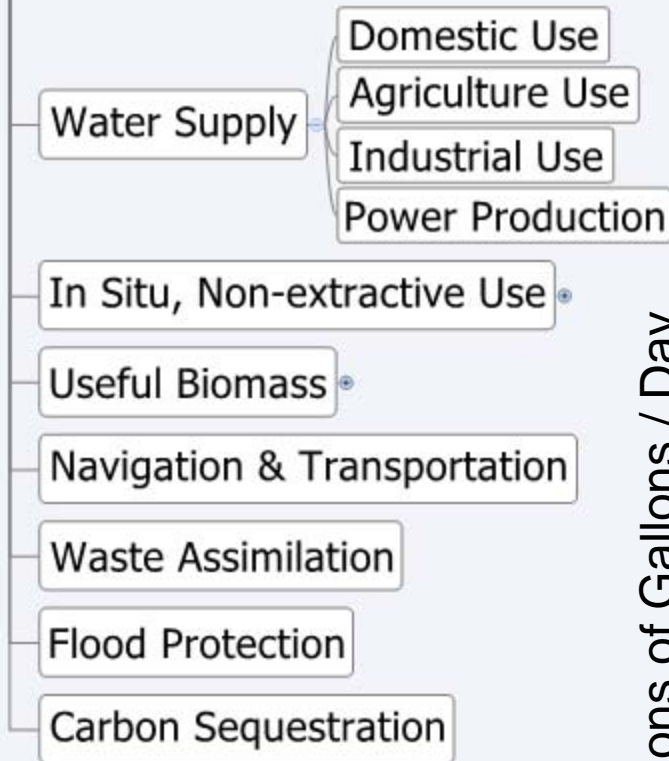 Domestic Use
Water Supply
Agriculture Use
Industrial Use
Power Production
In Situ, Non-extractive Use
Useful Biomass
Navigation & Transportation
Waste Assimilation
Flood Protection
Carbon Sequestration
of Gallons / Day